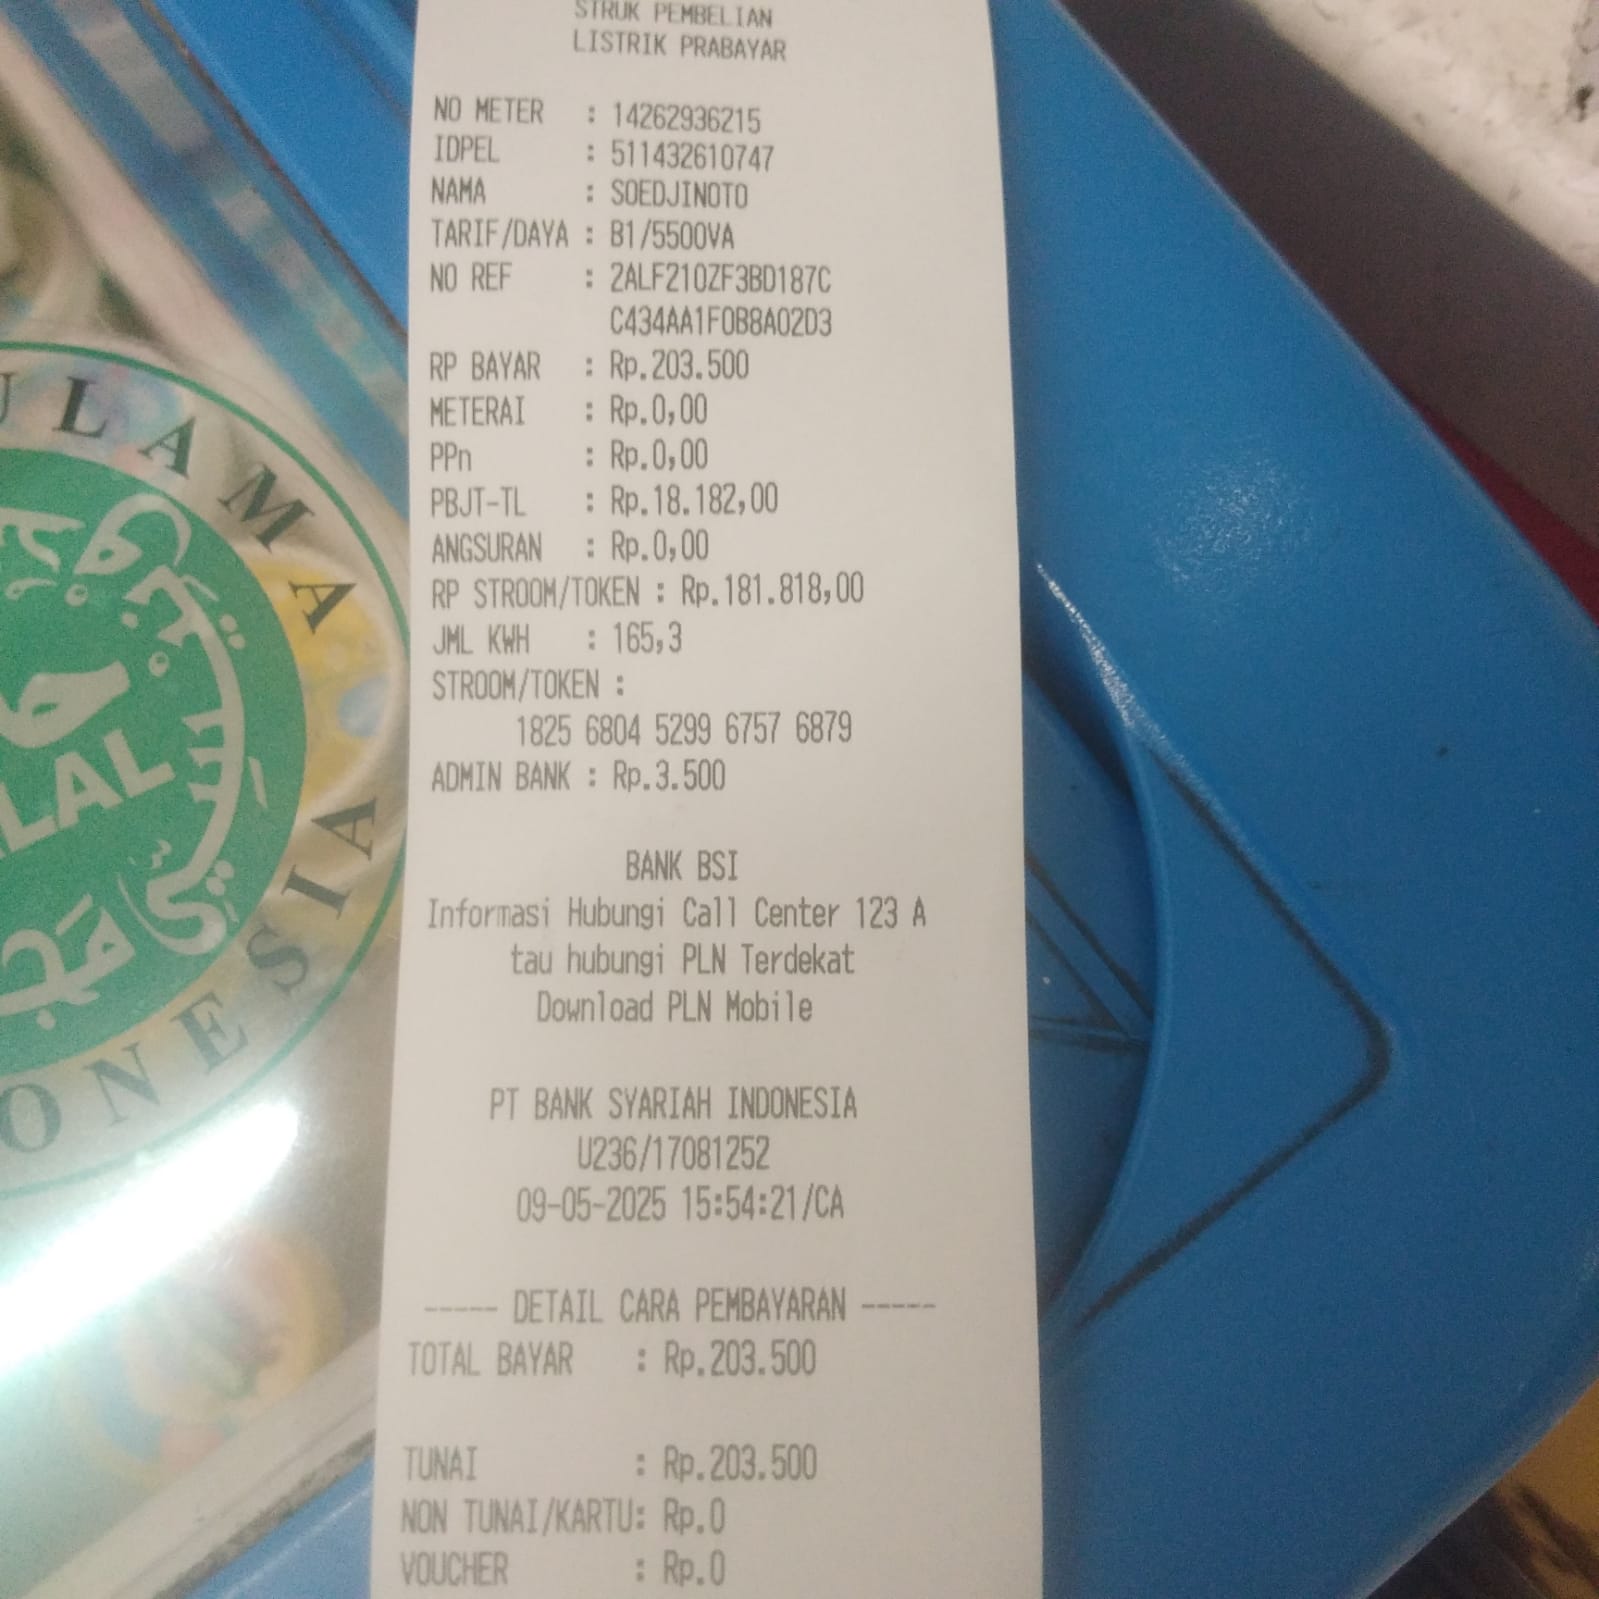 STRUK PEMBELIAN
LISTRIK PRABAYAR
NO METER : 14262936215
IDPEL : 511432610747
NAMA : SOEDJINOTO
TARIF/DAYA : B1/5500VA
NO REF : 2ALF210ZF3BD187C
C434AA1F0B8A02D3
RP BAYAR : Rp.203.500
METERAI : Rp.0,00
PPn : Rp.0,00
PBJT-TL : Rp.18.182,00
ANGSURAN : Rp.0,00
RP STROOM/TOKEN : Rp.181.818,00
JML KWH : 165,3
STROOM/TOKEN :
1825 6804 5299 6757 6879
ADMIN BANK : Rp.3.500
BANK BSI
Informasi Hubungi Call Center 123 A
tau hubungi PLN Terdekat
Download PLN Mobile
PT BANK SYARIAH INDONESIA
U236/17081252
09-05-2025 15:54:21/CA
----- DETAIL CARA PEMBAYARAN -----
TOTAL BAYAR : Rp.203.500
TUNAI : Rp.203.500
NON TUNAI/KARTU: Rp.0
VOUCHER : Rp.0
ULAMA
LAL
ONESIA